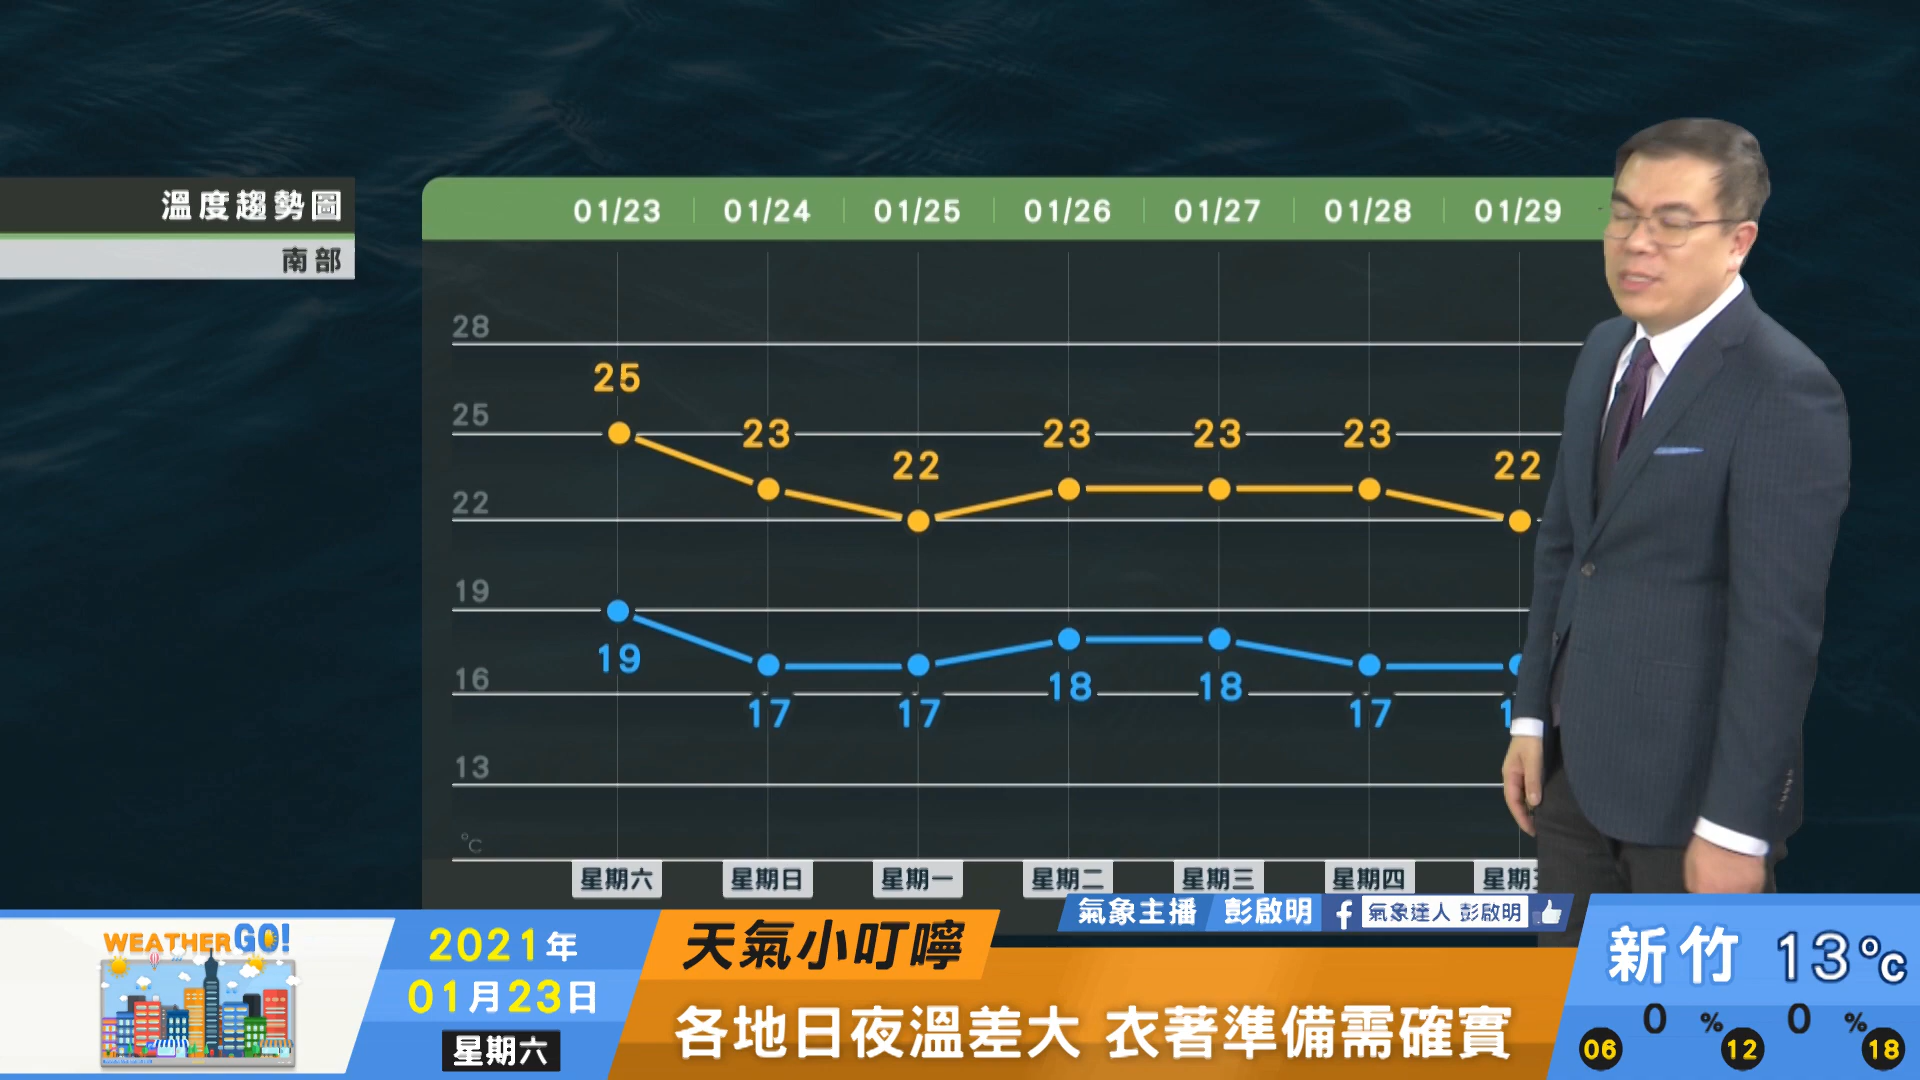 溫度趨勢圖
南部
01/23 01/24 01/25 01/26 01/27 01/28 01/29
28
25
25
23 23 23 23
22 22
22
19
19
18 18
16
17 17 17
13
°C
星期六 星期日 星期一 星期二 星期三 星期四 星期
氣象主播 彭啟明 f 氣象達人 彭啟明
WEATHER GO!
2021年
01月23日
星期六
天氣小叮嚀
各地日夜溫差大 衣著準備需確實
新竹 13°C
0 % 0 %
06 12 18